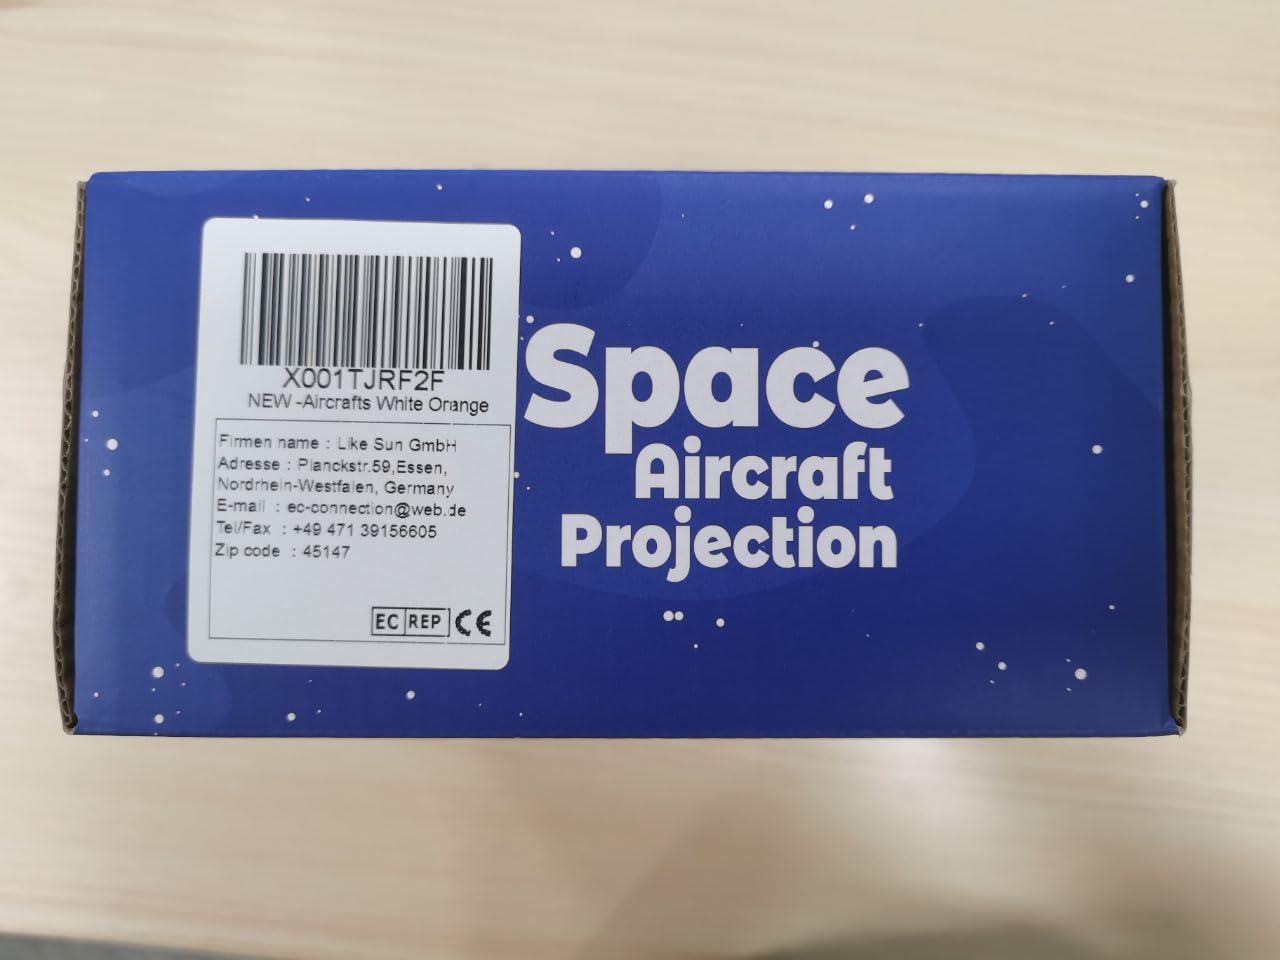 X001TJRF2F
NEW -Aircrafts White Orange
Firmen name : Like Sun GmbH
Adresse : Planckstr.59,Essen,
Nordrhein-Westfalen, Germany
E-mail : ec-connection@web.de
Tel/Fax : +49 471 39156605
Zip code : 45147
EC REP CE
Space
Aircraft
Projection